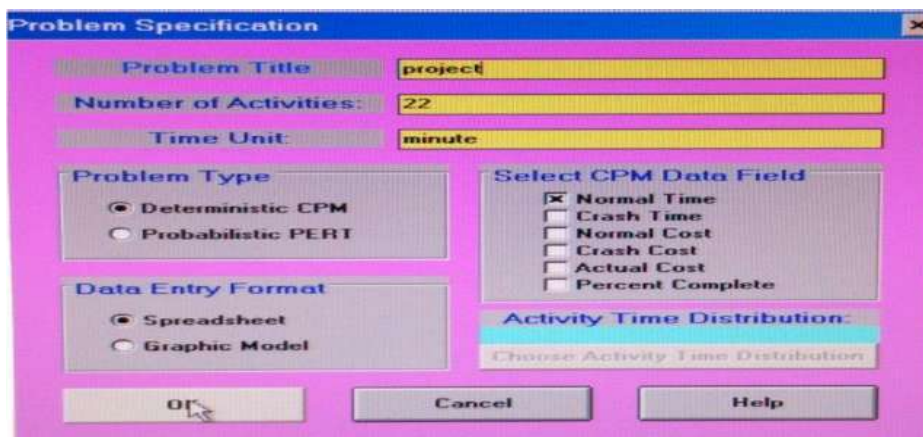 Problem Specification
Problem Title
project
Number of Activities:
22
Time Unit:
minute
Problem Type
Deterministic CPM
Probabilistic PERT
Data Entry Format
Spreadsheet
Graphic Model
Select CPM Data Field
Normal Time
Crash Time
Normal Cost
Crash Cost
Actual Cost
Percent Complete
Activity Time Distribution:
Choose Activity Time Distribution
OK
Cancel
Help